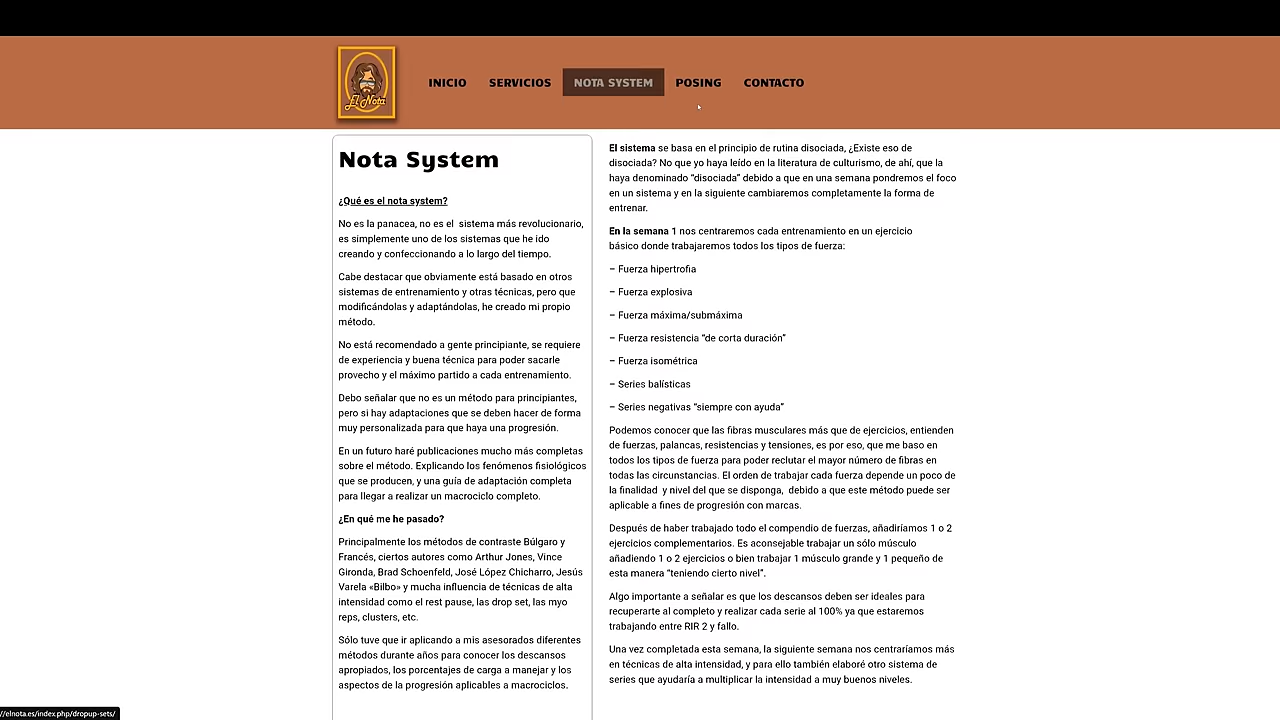 El Nota
INICIO
SERVICIOS
NOTA SYSTEM
POSING
CONTACTO
Nota System
¿Qué es el nota system?
No es la panacea, no es el sistema más revolucionario,
es simplemente uno de los sistemas que he ido
creando y confeccionando a lo largo del tiempo.
Cabe destacar que obviamente está basado en otros
sistemas de entrenamiento y otras técnicas, pero que
modificándolas y adaptándolas, he creado mi propio
método.
No está recomendado a gente principiante, se requiere
de experiencia y buena técnica para poder sacarle
provecho y el máximo partido a cada entrenamiento.
Debo señalar que no es un método para principiantes,
pero si hay adaptaciones que se deben hacer de forma
muy personalizada para que haya una progresión.
En un futuro haré publicaciones mucho más completas
sobre el método. Explicando los fenómenos fisiológicos
que se producen, y una guía de adaptación completa
para llegar a realizar un macrociclo completo.
¿En qué me he pasado?
Principalmente los métodos de contraste Búlgaro y
Francés, ciertos autores como Arthur Jones, Vince
Gironda, Brad Schoenfeld, José López Chicharro, Jesús
Varela «Bilbo» y mucha influencia de técnicas de alta
intensidad como el rest pause, las drop set, las myo
reps, clusters, etc.
Sólo tuve que ir aplicando a mis asesorados diferentes
métodos durante años para conocer los descansos
apropiados, los porcentajes de carga a manejar y los
aspectos de la progresión aplicables a macrociclos.
El sistema se basa en el principio de rutina disociada, ¿Existe eso de
disociada? No que yo haya leído en la literatura de culturismo, de ahí, que la
haya denominado “disociada” debido a que en una semana pondremos el foco
en un sistema y en la siguiente cambiaremos completamente la forma de
entrenar.
En la semana 1 nos centraremos cada entrenamiento en un ejercicio
básico donde trabajaremos todos los tipos de fuerza:
– Fuerza hipertrofia
– Fuerza explosiva
– Fuerza máxima/submáxima
– Fuerza resistencia “de corta duración”
– Fuerza isométrica
– Series balísticas
– Series negativas “siempre con ayuda”
Podemos conocer que las fibras musculares más que de ejercicios, entienden
de fuerzas, palancas, resistencias y tensiones, es por eso, que me baso en
todos los tipos de fuerza para poder reclutar el mayor número de fibras en
todas las circunstancias. El orden de trabajar cada fuerza depende un poco de
la finalidad y nivel del que se disponga, debido a que este método puede ser
aplicable a fines de progresión con marcas.
Después de haber trabajado todo el compendio de fuerzas, añadiríamos 1 o 2
ejercicios complementarios. Es aconsejable trabajar un sólo músculo
añadiendo 1 o 2 ejercicios o bien trabajar 1 músculo grande y 1 pequeño de
esta manera “teniendo cierto nivel”.
Algo importante a señalar es que los descansos deben ser ideales para
recuperarte al completo y realizar cada serie al 100% ya que estaremos
trabajando entre RIR 2 y fallo.
Una vez completada esta semana, la siguiente semana nos centraríamos más
en técnicas de alta intensidad, y para ello también elaboré otro sistema de
series que ayudaría a multiplicar la intensidad a muy buenos niveles.
//elnota.es/index.php/dropup-sets/